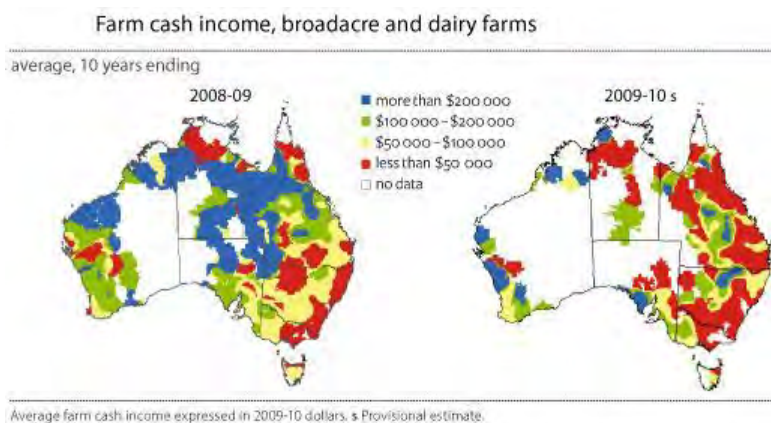 Farm cash income, broadacre and dairy farms
average, 10 years ending
2008-09
more than $200 000
$100 000 – $200 000
$50 000 – $100 000
less than $50 000
no data
2009-10 s
Average farm cash income expressed in 2009-10 dollars. s Provisional estimate.